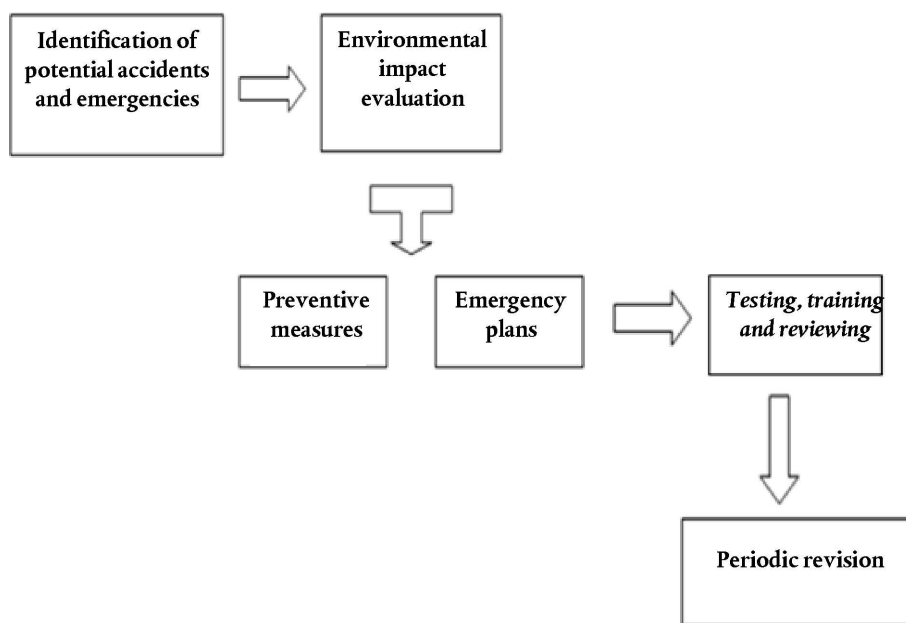 Identification of
potential accidents
and emergencies
Environmental
impact
evaluation
Preventive
measures
Emergency
plans
Testing, training
and reviewing
Periodic revision